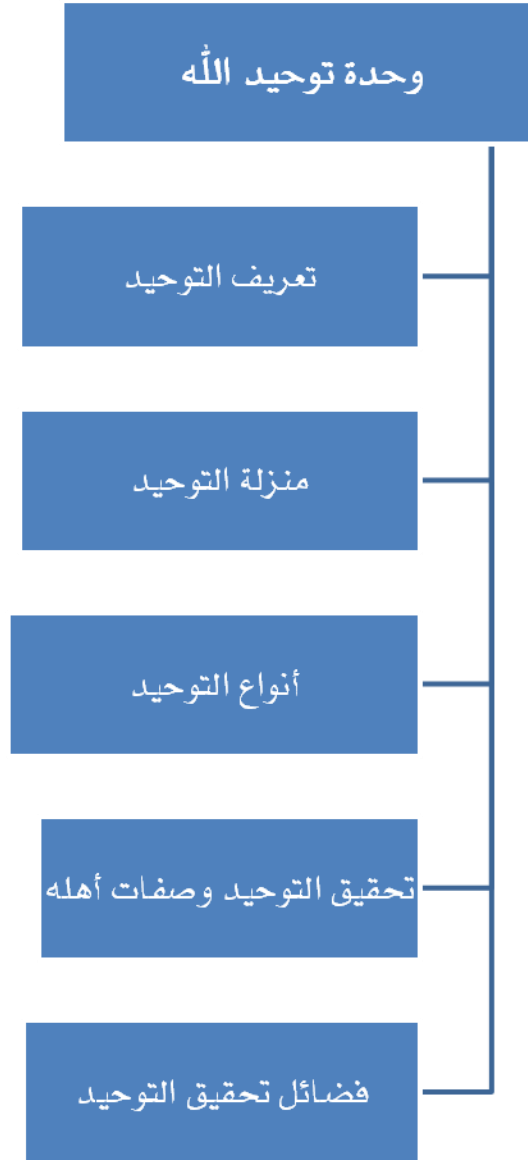 وحدة توحيد الله
تعريف التوحيد
منزلة التوحيد
أنواع التوحيد
تحقيق التوحيد وصفات أهله
فضائل تحقيق التوحيد